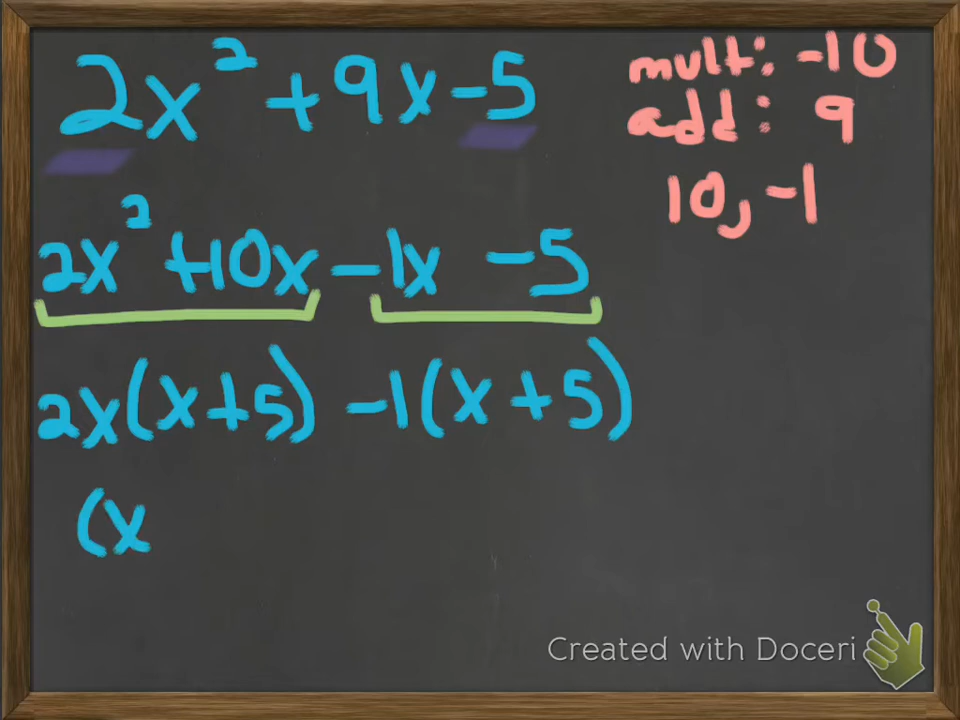 2x² + 9x - 5
mult: -10
add: 9
10, -1
2x² + 10x - 1x - 5
2x(x + 5) - 1(x + 5)
(x
Created with Doceri